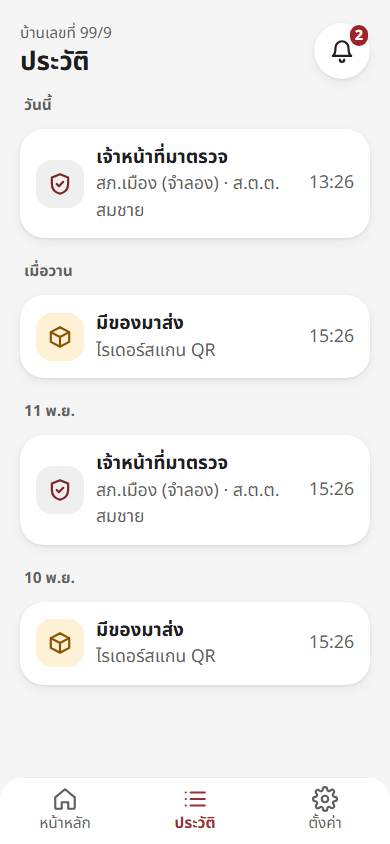 บ้านเลขที่ 99/9
ประวัติ
2
วันนี้
เจ้าหน้าที่มาตรวจ
สภ.เมือง (จำลอง) · ส.ต.ต.
สมชาย
13:26
เมื่อวาน
มีของมาส่ง
ไรเดอร์สแกน QR
15:26
11 พ.ย.
เจ้าหน้าที่มาตรวจ
สภ.เมือง (จำลอง) · ส.ต.ต.
สมชาย
15:26
10 พ.ย.
มีของมาส่ง
ไรเดอร์สแกน QR
15:26
หน้าหลัก
ประวัติ
ตั้งค่า